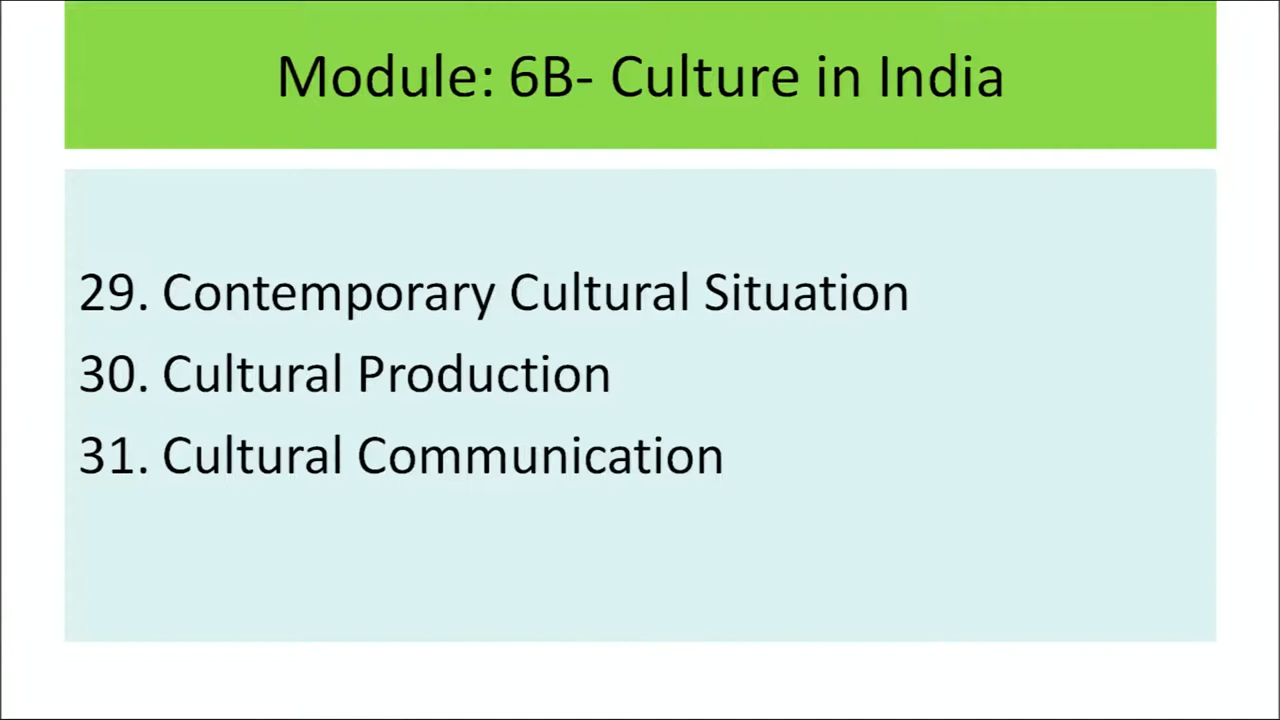 Module: 6B- Culture in India
29. Contemporary Cultural Situation
30. Cultural Production
31. Cultural Communication